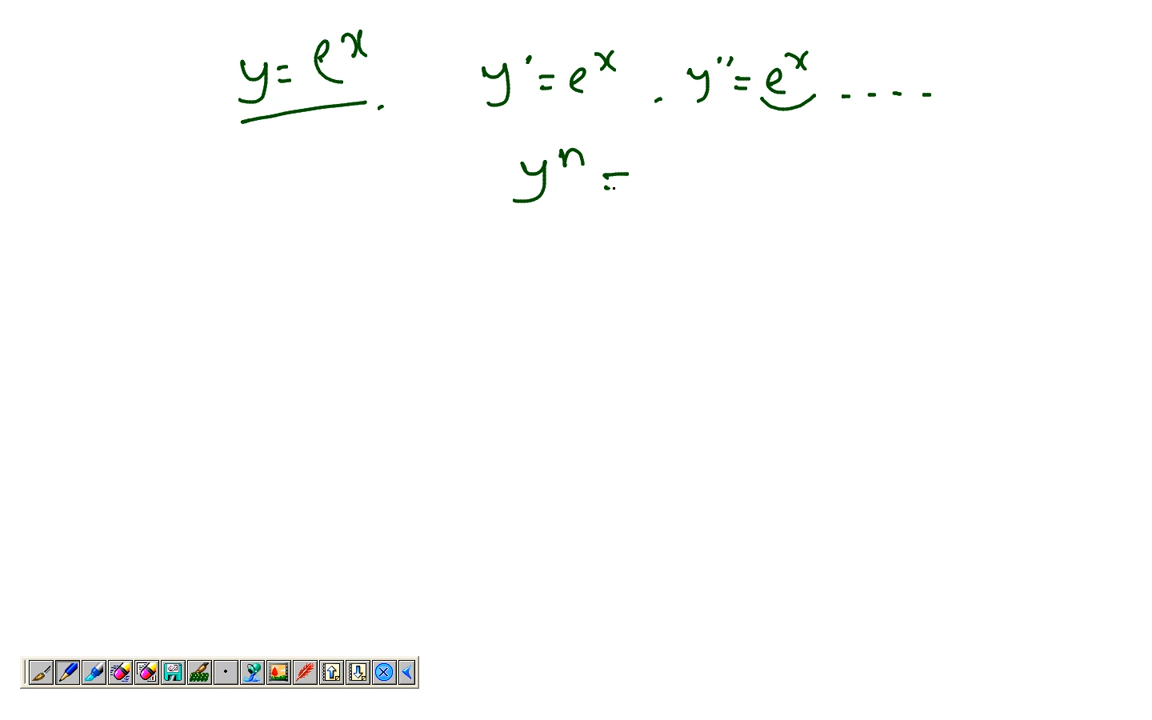 y = e^x . y' = e^x . y'' = e^x ....
y^n =